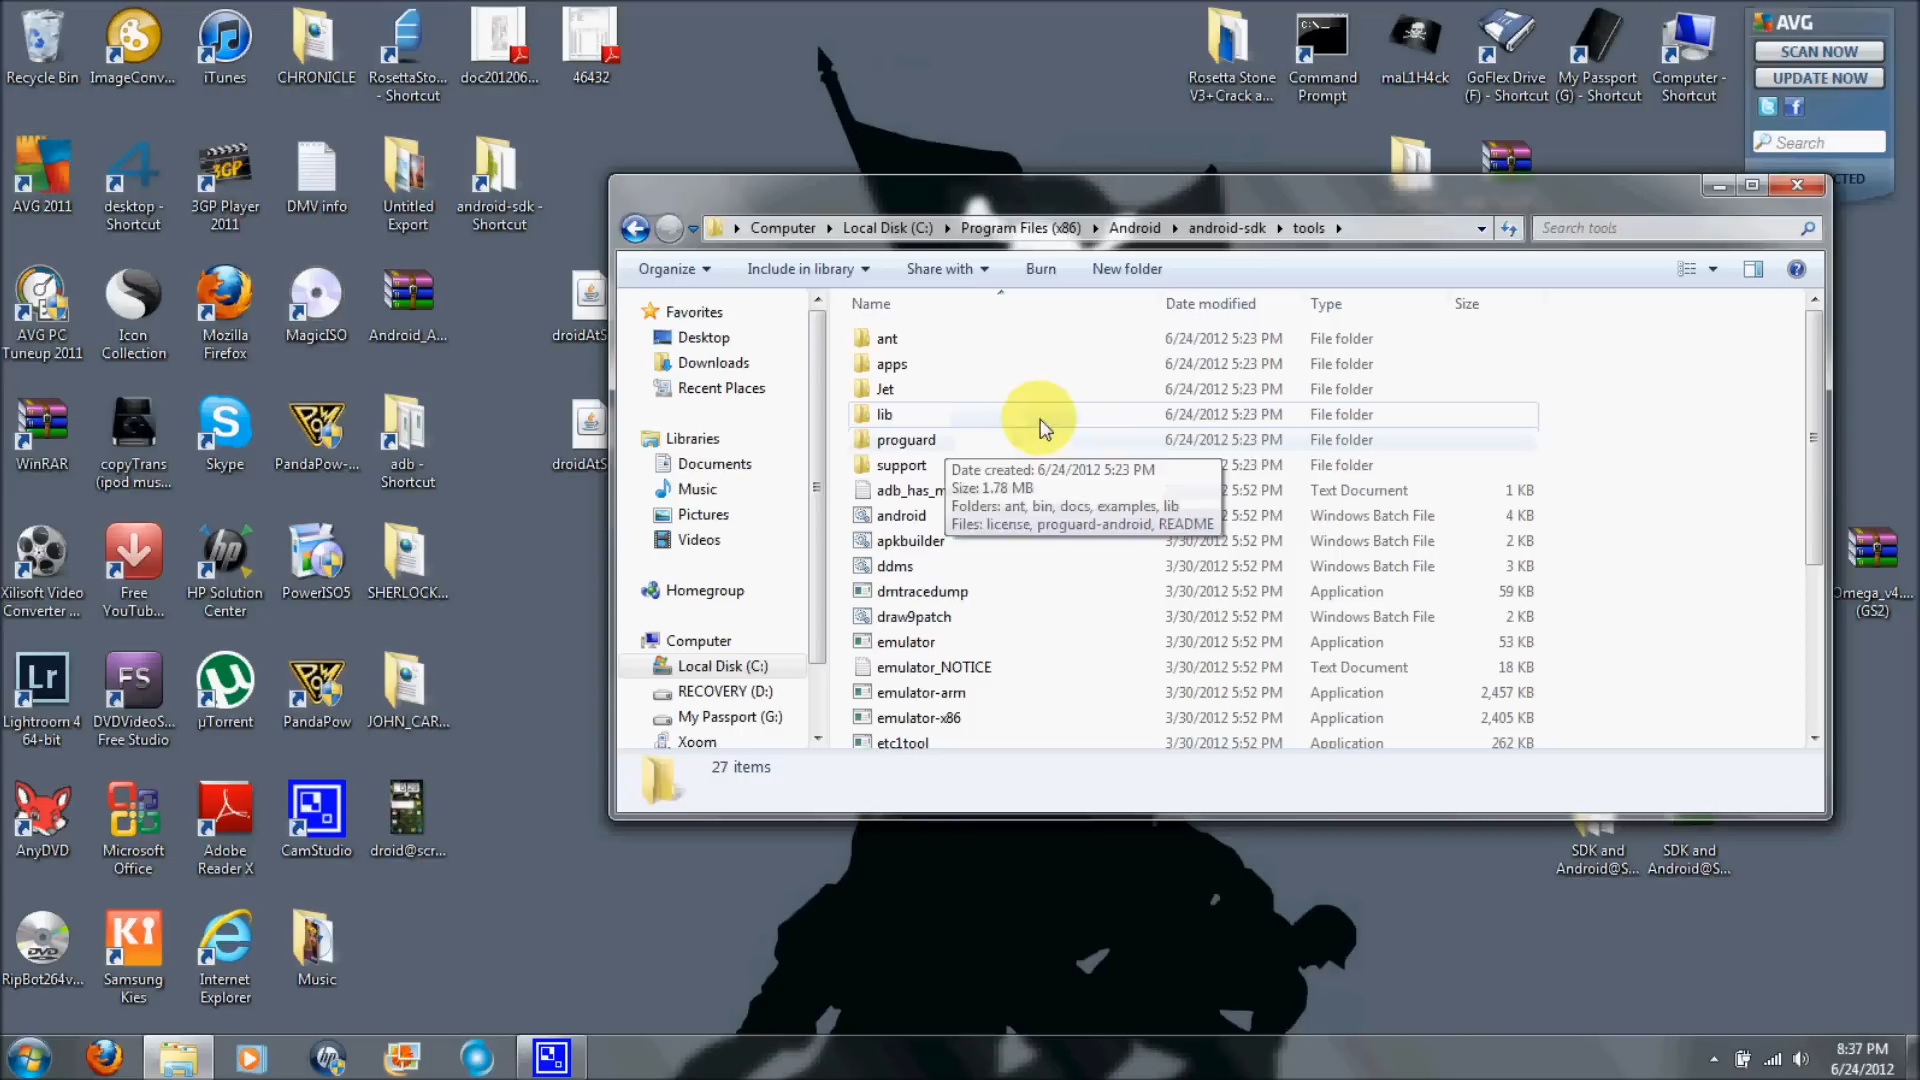 Recycle Bin
ImageConv...
iTunes
CHRONICLE
RosettaSto...
- Shortcut
doc201206...
46432
Rosetta Stone
V3+Crack a...
Command
Prompt
maL1H4ck
GoFlex Drive
(F) - Shortcut
My Passport
(G) - Shortcut
Computer -
Shortcut
AVG
SCAN NOW
UPDATE NOW
Search
CTED
AVG 2011
desktop -
Shortcut
3GP Player
2011
DMV info
Untitled
Export
android-sdk -
Shortcut
AVG PC
Tuneup 2011
Icon
Collection
Mozilla
Firefox
MagicISO
Android_A...
droidAtS
WinRAR
copyTrans
(ipod mus...
Skype
PandaPow-...
adb -
Shortcut
droidAtS
Xilisoft Video
Converter ...
Free
YouTub...
HP Solution
Center
PowerISO5
SHERLOCK...
Lightroom 4
64-bit
DVDVideoS...
Free Studio
µTorrent
PandaPow
JOHN_CAR...
AnyDVD
Microsoft
Office
Adobe
Reader X
CamStudio
droid@scr...
RipBot264v...
Samsung
Kies
Internet
Explorer
Music
Omega_v4....
(GS2)
SDK and
Android@S...
SDK and
Android@S...
Computer
Local Disk (C:)
Program Files (x86)
Android
android-sdk
tools
Search tools
Organize
Include in library
Share with
Burn
New folder
Favorites
Desktop
Downloads
Recent Places
Libraries
Documents
Music
Pictures
Videos
Homegroup
Computer
Local Disk (C:)
RECOVERY (D:)
My Passport (G:)
Xoom
Name Date modified Type Size
ant 6/24/2012 5:23 PM File folder
apps 6/24/2012 5:23 PM File folder
Jet 6/24/2012 5:23 PM File folder
lib 6/24/2012 5:23 PM File folder
proguard 6/24/2012 5:23 PM File folder
support 5:23 PM File folder
adb_has_m 5:52 PM Text Document 1 KB
android 5:52 PM Windows Batch File 4 KB
apkbuilder 3/30/2012 5:52 PM Windows Batch File 2 KB
ddms 3/30/2012 5:52 PM Windows Batch File 3 KB
dmtracedump 3/30/2012 5:52 PM Application 59 KB
draw9patch 3/30/2012 5:52 PM Windows Batch File 2 KB
emulator 3/30/2012 5:52 PM Application 53 KB
emulator_NOTICE 3/30/2012 5:52 PM Text Document 18 KB
emulator-arm 3/30/2012 5:52 PM Application 2,457 KB
emulator-x86 3/30/2012 5:52 PM Application 2,405 KB
etc1tool 3/30/2012 5:52 PM Application 262 KB
Date created: 6/24/2012 5:23 PM
Size: 1.78 MB
Folders: ant, bin, docs, examples, lib
Files: license, proguard-android, README
27 items
8:37 PM
6/24/2012